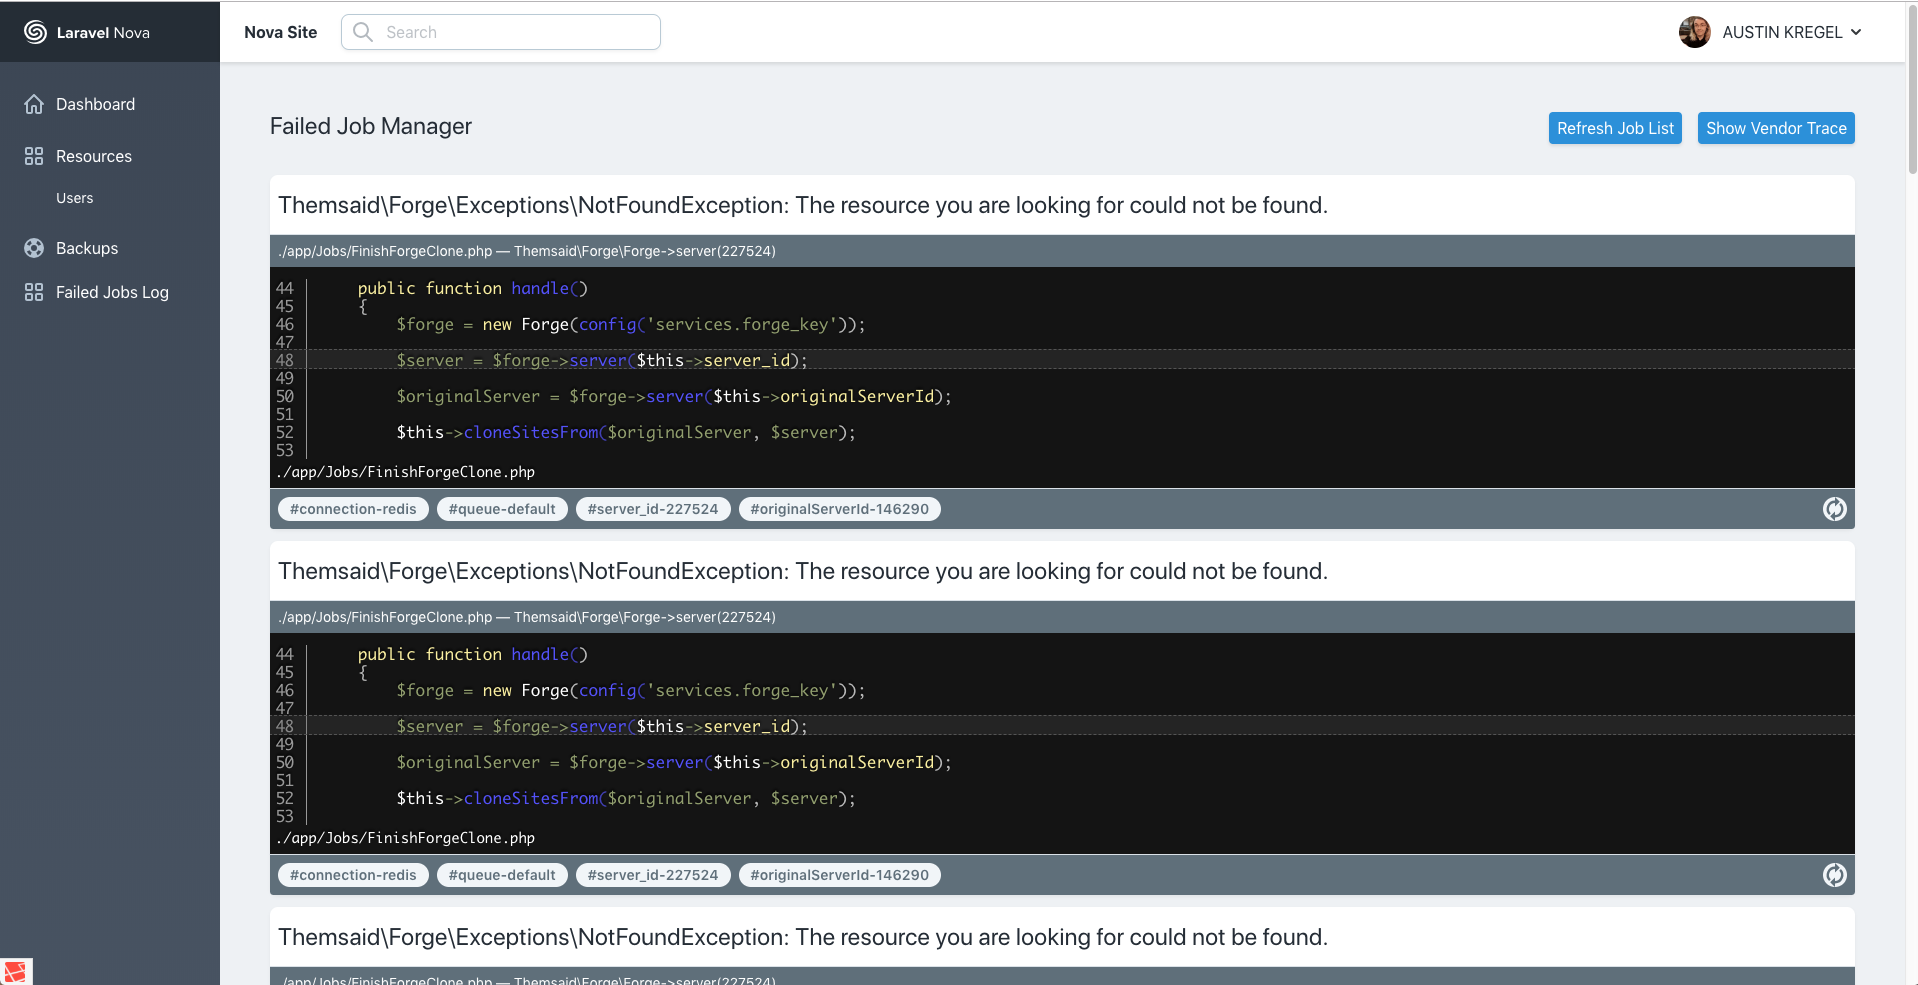 Laravel Nova
Nova Site
Search
AUSTIN KREGEL
Dashboard
Resources
Users
Backups
Failed Jobs Log
Failed Job Manager
Refresh Job List
Show Vendor Trace
Themsaid\Forge\Exceptions\NotFoundException: The resource you are looking for could not be found.
./app/Jobs/FinishForgeClone.php — Themsaid\Forge\Forge->server(227524)
44 public function handle()
45 {
46 $forge = new Forge(config('services.forge_key'));
47
48 $server = $forge->server($this->server_id);
49
50 $originalServer = $forge->server($this->originalServerId);
51
52 $this->cloneSitesFrom($originalServer, $server);
53
./app/Jobs/FinishForgeClone.php
#connection-redis #queue-default #server_id-227524 #originalServerId-146290
Themsaid\Forge\Exceptions\NotFoundException: The resource you are looking for could not be found.
./app/Jobs/FinishForgeClone.php — Themsaid\Forge\Forge->server(227524)
44 public function handle()
45 {
46 $forge = new Forge(config('services.forge_key'));
47
48 $server = $forge->server($this->server_id);
49
50 $originalServer = $forge->server($this->originalServerId);
51
52 $this->cloneSitesFrom($originalServer, $server);
53
./app/Jobs/FinishForgeClone.php
#connection-redis #queue-default #server_id-227524 #originalServerId-146290
Themsaid\Forge\Exceptions\NotFoundException: The resource you are looking for could not be found.
./app/Jobs/FinishForgeClone.php — Themsaid\Forge\Forge->server(227524)